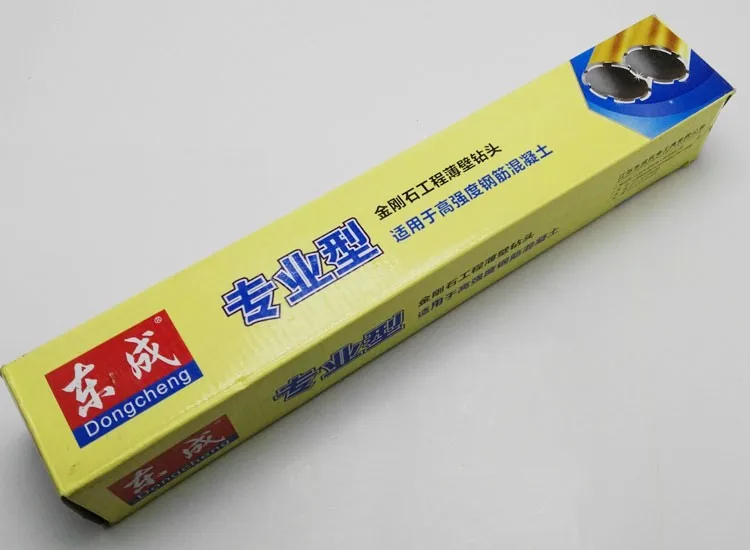 东成®
Dongcheng
专业型
金刚石工程薄壁钻头
适用于高强度钢筋混凝土
东成
Dongcheng
专业型
金刚石工程薄壁钻头
适用于高强度钢筋混凝土